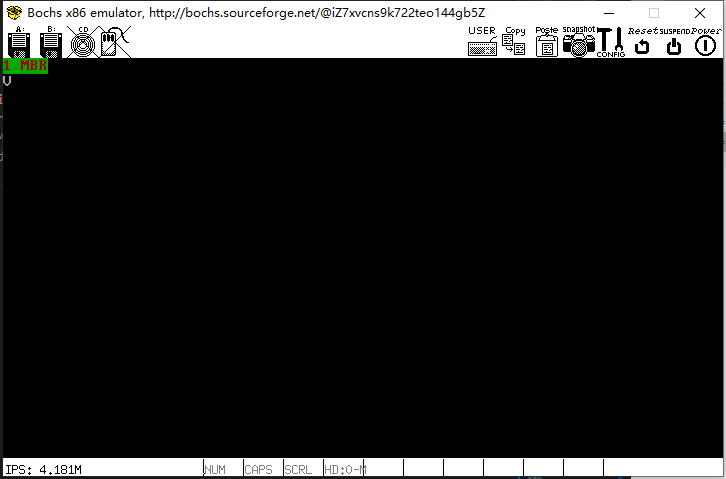 Bochs x86 emulator, http://bochs.sourceforge.net/@iZ7xvcns9k722teo144gb5Z
A: B: CD USER Copy Paste snapshot CONFIG Reset SUSPEND Power
1 MBR
V
IPS: 4.181M NUM CAPS SCRL HD:0-M